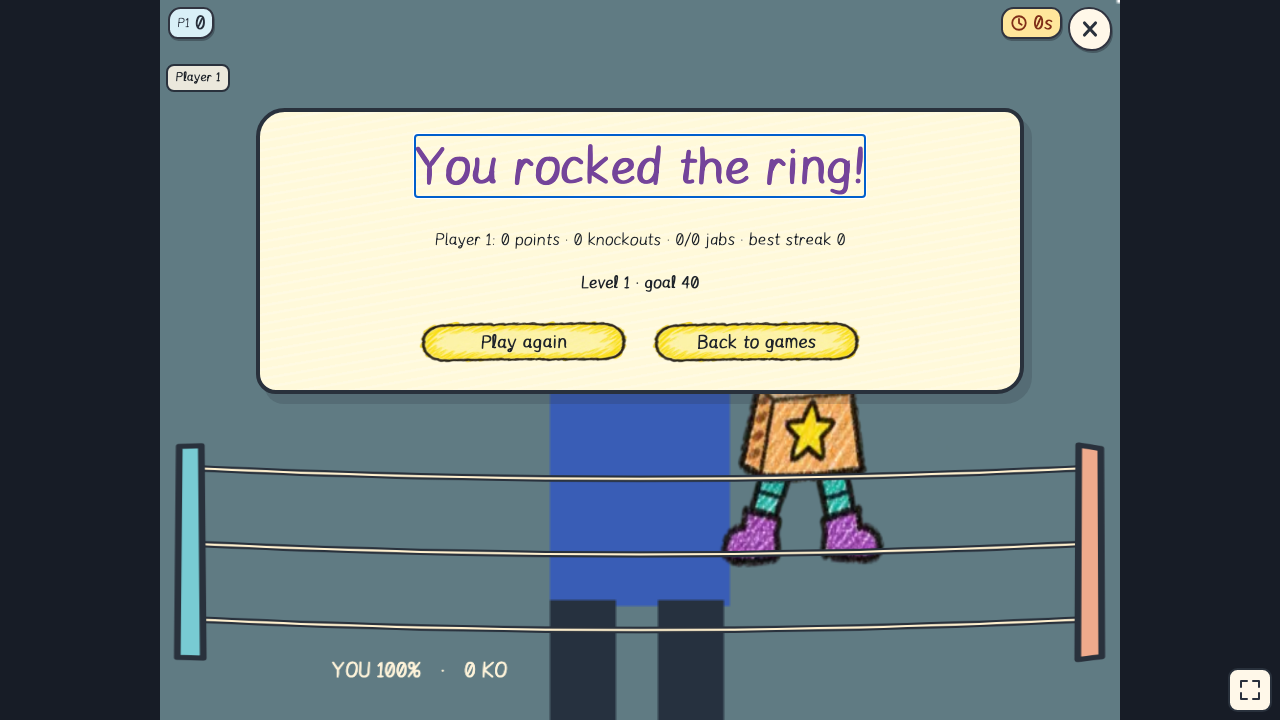 P1 0
0s
Player 1
You rocked the ring!
Player 1: 0 points · 0 knockouts · 0/0 jabs · best streak 0
Level 1 · goal 40
Play again
Back to games
YOU 100% · 0 KO